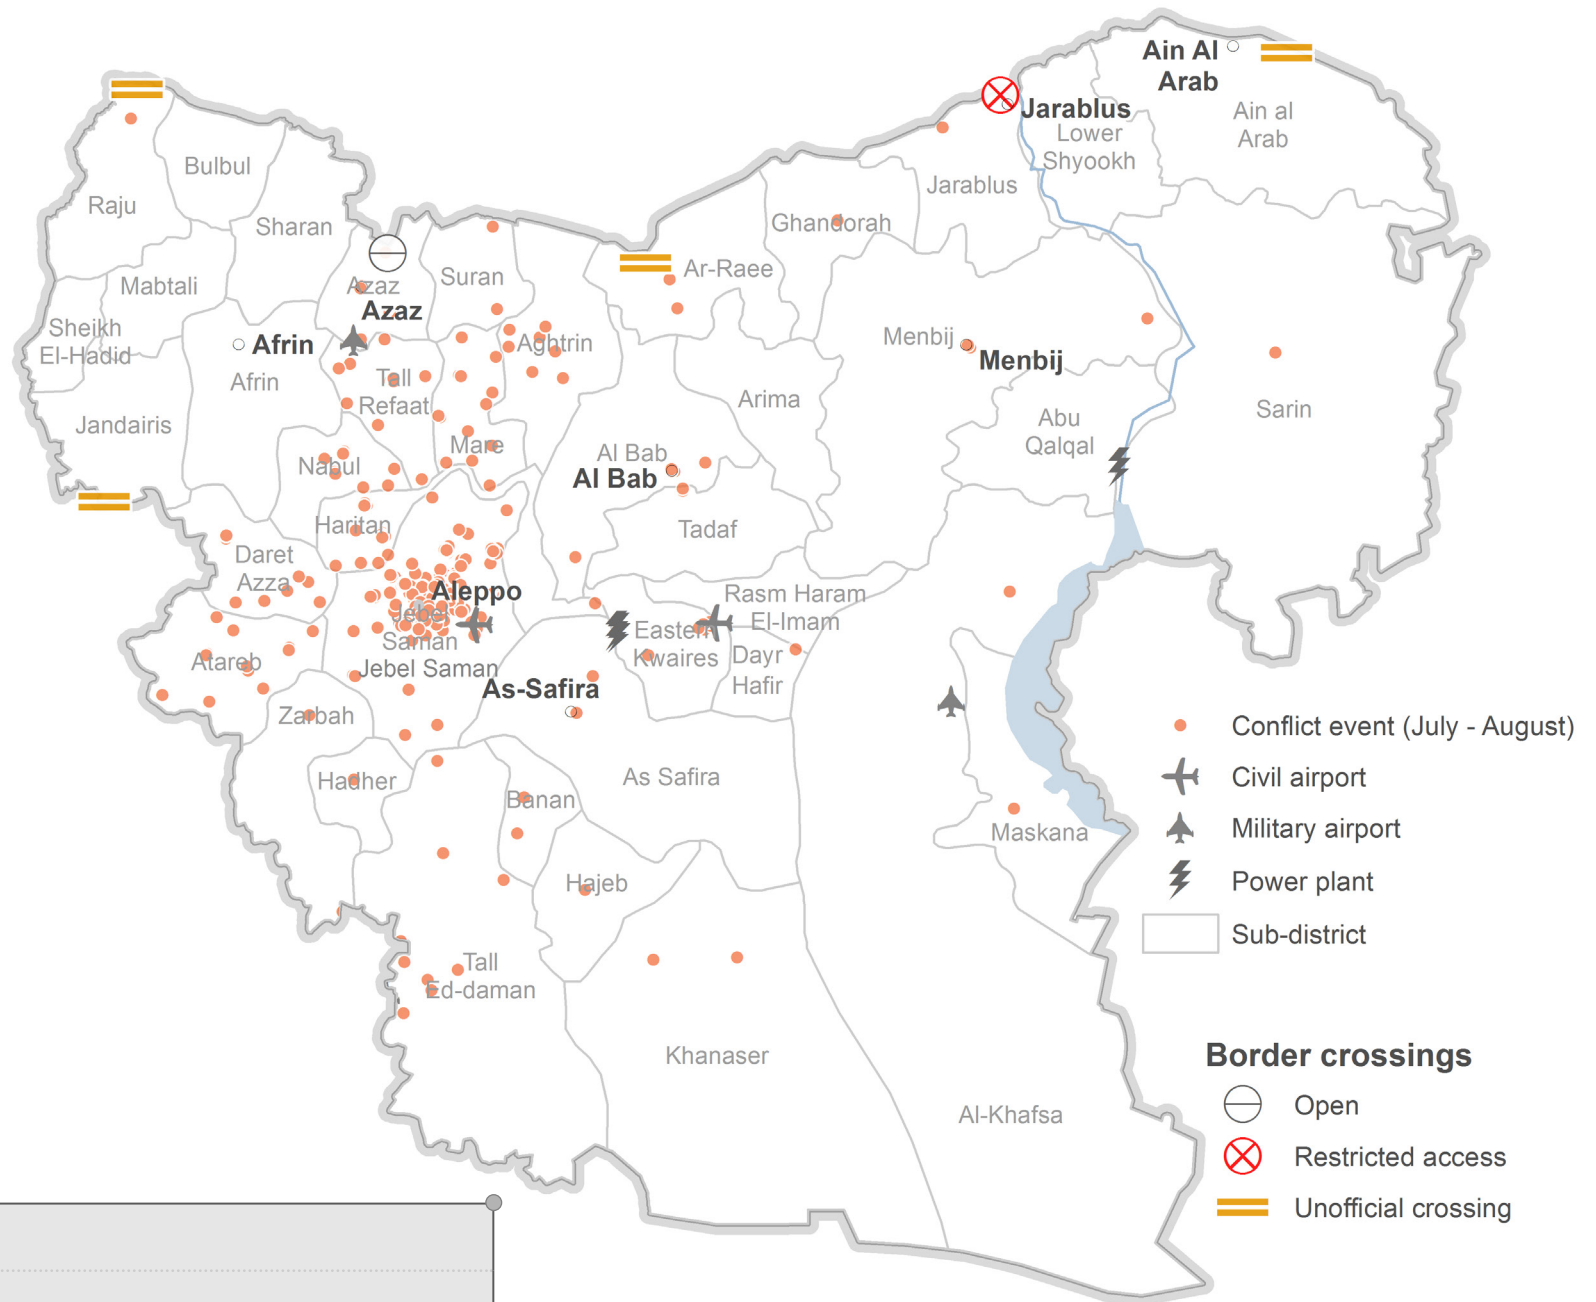 Ain Al
Arab
Jarablus
Ain al
Arab
Lower
Shyookh
Bulbul
Jarablus
Raju
Sharan
Ghandorah
Ar-Raee
Suran
Mabtali
Azaz
Azaz
Sheikh
El-Hadid
Afrin
Aghtrin
Menbij
Menbij
Afrin
Tall
Refaat
Arima
Sarin
Abu
Qalqal
Jandairis
Mare
Al Bab
Al Bab
Nabul
Haritan
Tadaf
Daret
Azza
Aleppo
Rasm Haram
El-Imam
Jebel
Saman
Jebel Saman
Eastern
Kwaires
Dayr
Hafir
Atareb
As-Safira
Zarbah
Hadher
As Safira
Banan
Maskana
Hajeb
Tall
Ed-daman
Khanaser
Al-Khafsa
Conflict event (July - August)
Civil airport
Military airport
Power plant
Sub-district
Border crossings
Open
Restricted access
Unofficial crossing